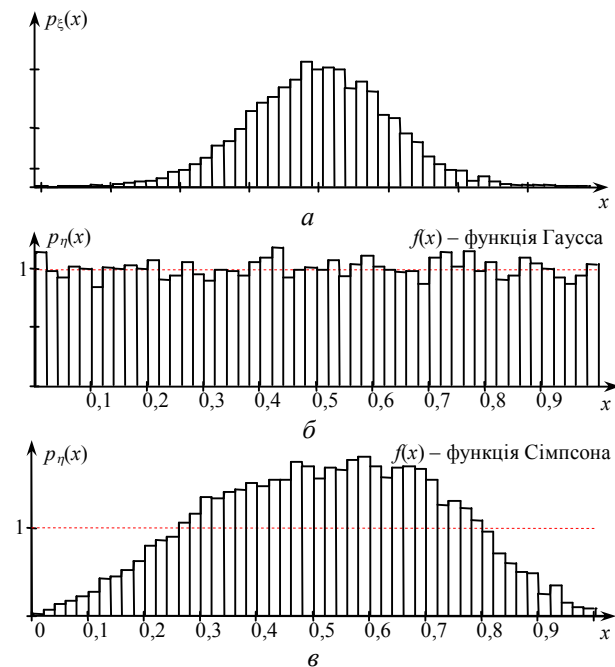 pξ(x)
x
а
pη(x)
f(x) – функція Гаусса
1
0,1 0,2 0,3 0,4 0,5 0,6 0,7 0,8 0,9 x
б
pη(x)
f(x) – функція Сімпсона
1
0 0,1 0,2 0,3 0,4 0,5 0,6 0,7 0,8 0,9 x
в